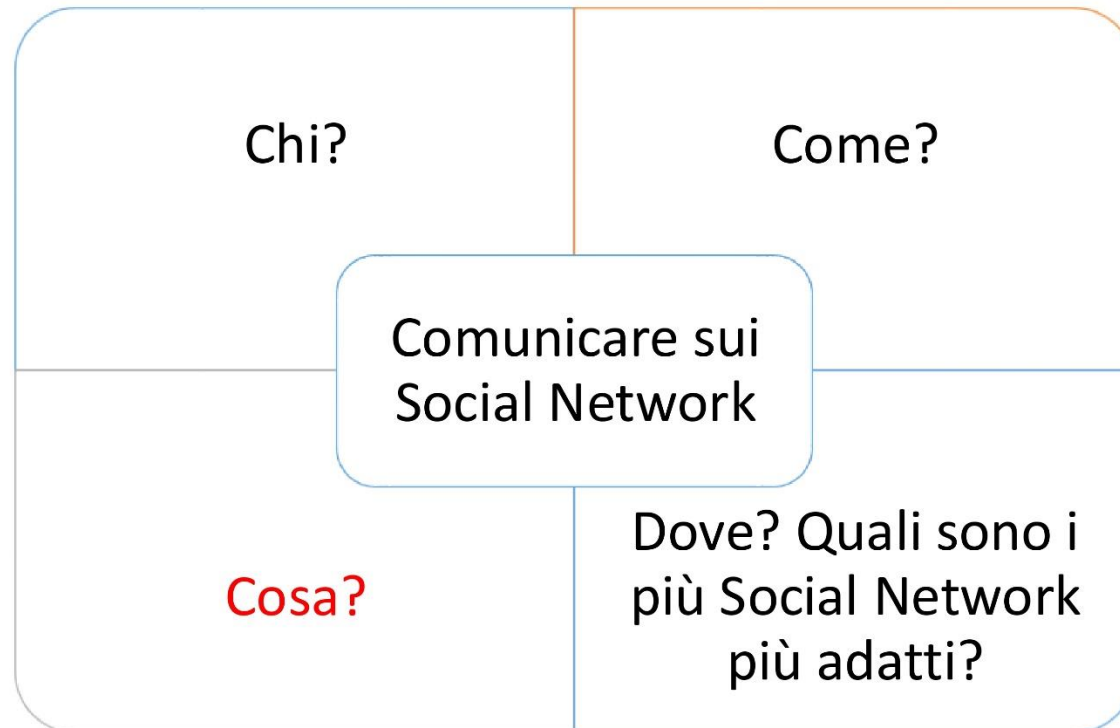 Chi?
Come?
Comunicare sui
Social Network
Cosa?
Dove? Quali sono i
più Social Network
più adatti?